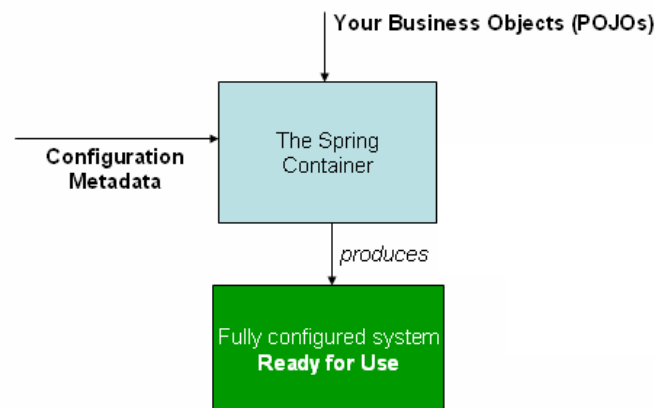 Your Business Objects (POJOs)
The Spring
Container
Configuration
Metadata
produces
Fully configured system
Ready for Use